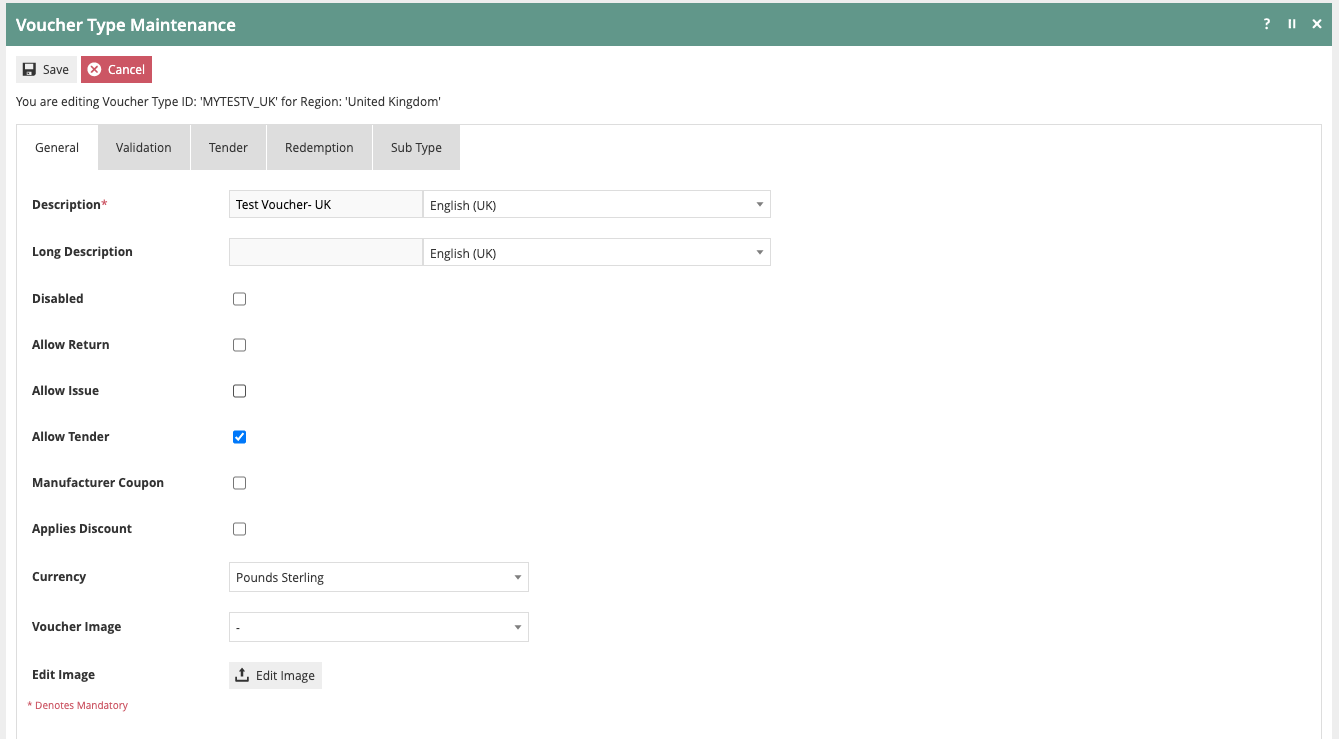 Voucher Type Maintenance
?
Save Cancel
You are editing Voucher Type ID: 'MYTESTV_UK' for Region: 'United Kingdom'
General Validation Tender Redemption Sub Type
Description* Test Voucher- UK English (UK)
Long Description English (UK)
Disabled
Allow Return
Allow Issue
Allow Tender
Manufacturer Coupon
Applies Discount
Currency Pounds Sterling
Voucher Image -
Edit Image Edit Image
* Denotes Mandatory